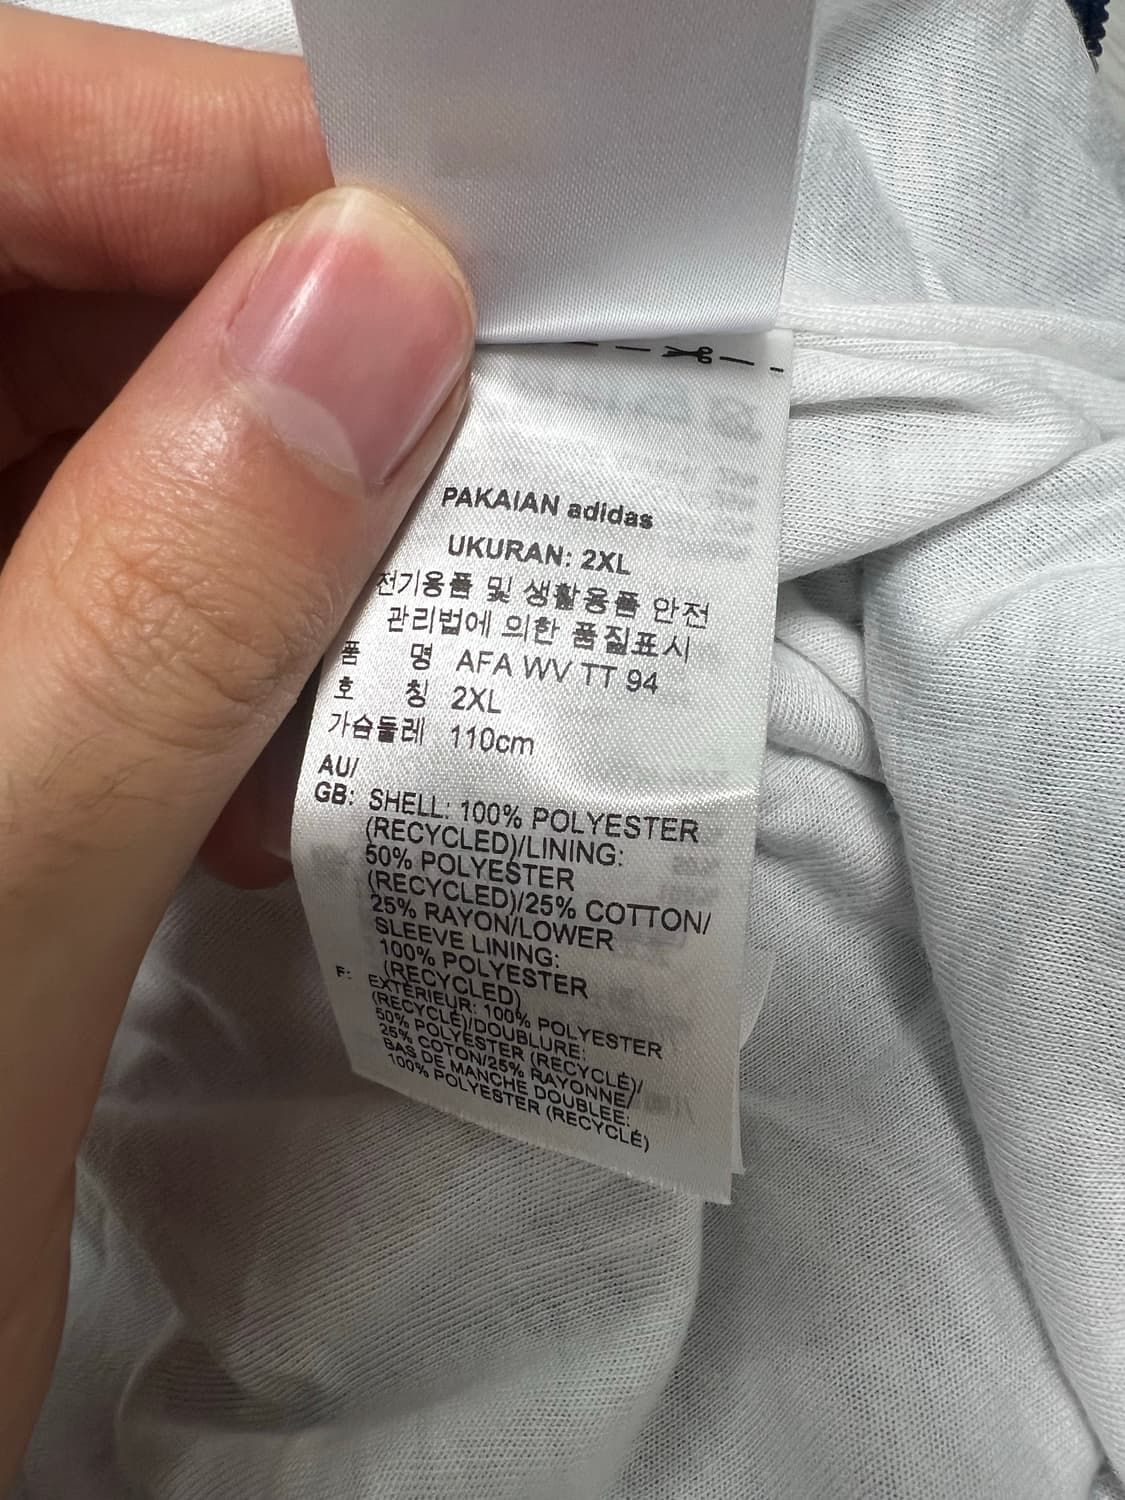 PAKAIAN adidas
UKURAN: 2XL
전기용품 및 생활용품 안전
관리법에 의한 품질표시
품 명 AFA WV TT 94
호 칭 2XL
가슴둘레 110cm
AU/
GB: SHELL: 100% POLYESTER
(RECYCLED)/LINING:
50% POLYESTER
(RECYCLED)/25% COTTON/
25% RAYON/LOWER
SLEEVE LINING:
100% POLYESTER
(RECYCLED)
F: EXTÉRIEUR: 100% POLYESTER
(RECYCLÉ)/DOUBLURE:
50% POLYESTER (RECYCLÉ)/
25% COTON/25% RAYONNE/
BAS DE MANCHE DOUBLÉE:
100% POLYESTER (RECYCLÉ)